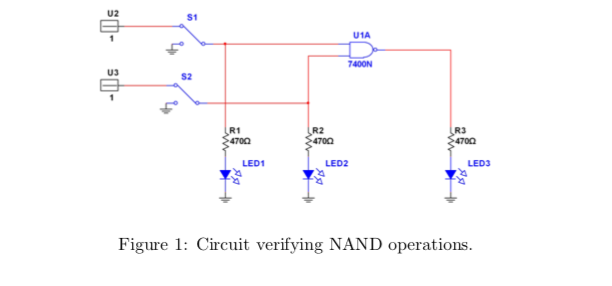 U2
S1
1
U1A
7400N
U3
S2
1
R1
470Ω
R2
470Ω
R3
470Ω
LED1
LED2
LED3
Figure 1: Circuit verifying NAND operations.